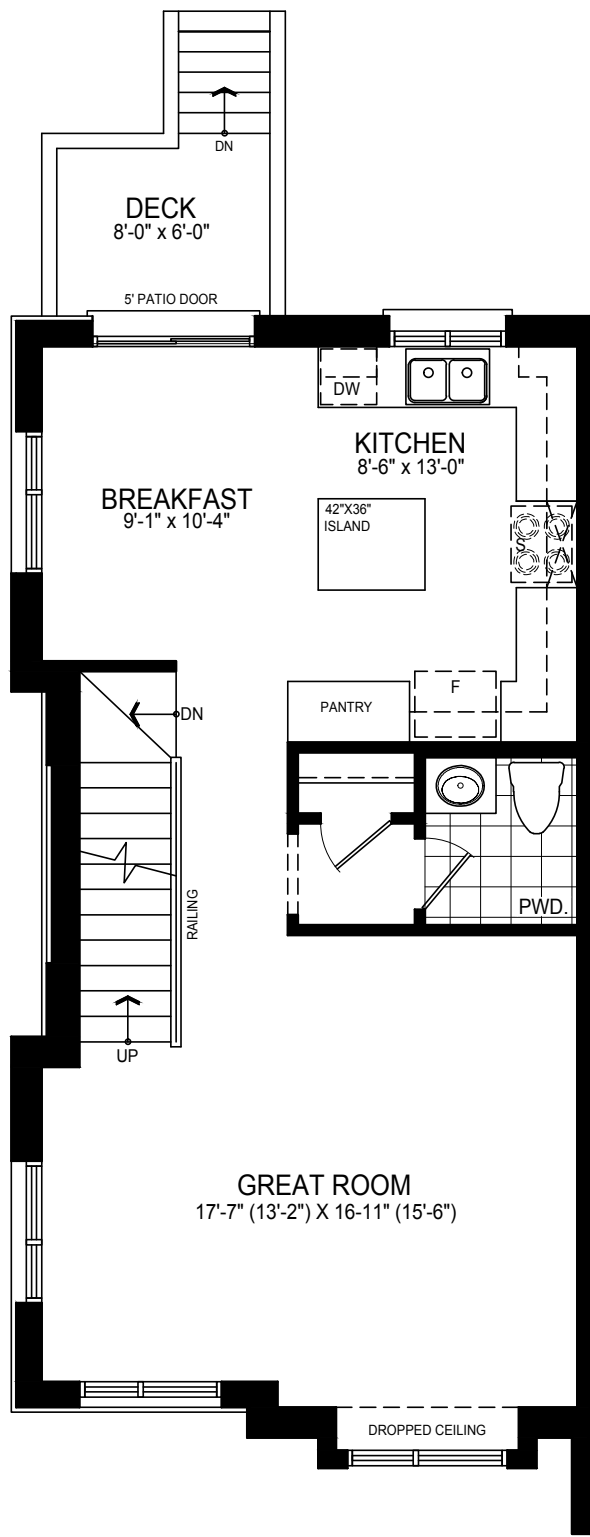 DN
DECK
8'-0" x 6'-0"
5' PATIO DOOR
DW
KITCHEN
8'-6" x 13'-0"
BREAKFAST
9'-1" x 10'-4"
42"X36"
ISLAND
S
F
PANTRY
DN
RAILING
PWD.
UP
GREAT ROOM
17'-7" (13'-2") X 16-11" (15'-6")
DROPPED CEILING